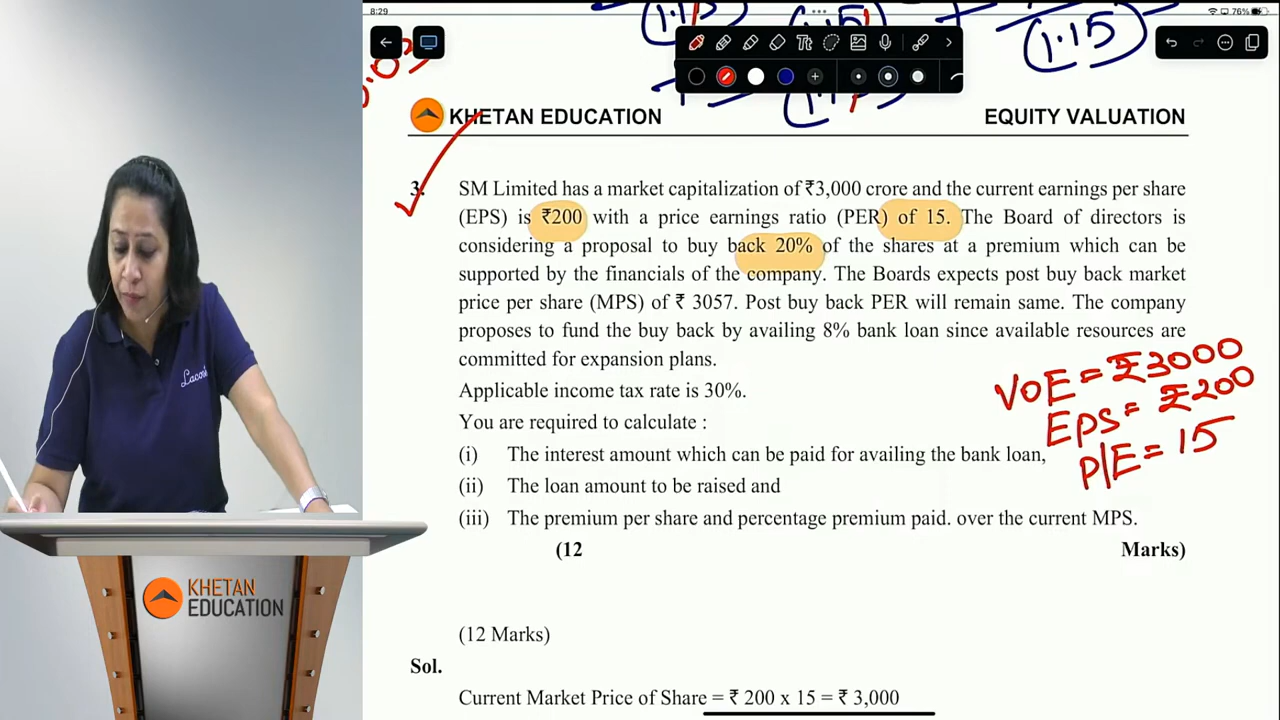 8:29
76%
(1.15)
(1.15)
KHETAN EDUCATION
EQUITY VALUATION
3. SM Limited has a market capitalization of ₹3,000 crore and the current earnings per share
(EPS) is ₹200 with a price earnings ratio (PER) of 15. The Board of directors is
considering a proposal to buy back 20% of the shares at a premium which can be
supported by the financials of the company. The Boards expects post buy back market
price per share (MPS) of ₹ 3057. Post buy back PER will remain same. The company
proposes to fund the buy back by availing 8% bank loan since available resources are
committed for expansion plans.
Applicable income tax rate is 30%.
You are required to calculate :
(i) The interest amount which can be paid for availing the bank loan,
(ii) The loan amount to be raised and
(iii) The premium per share and percentage premium paid. over the current MPS.
(12 Marks)
VOE = ₹3000
EPS = ₹200
P/E = 15
(12 Marks)
Sol.
Current Market Price of Share = ₹ 200 x 15 = ₹ 3,000
Lacoste
KHETAN
EDUCATION